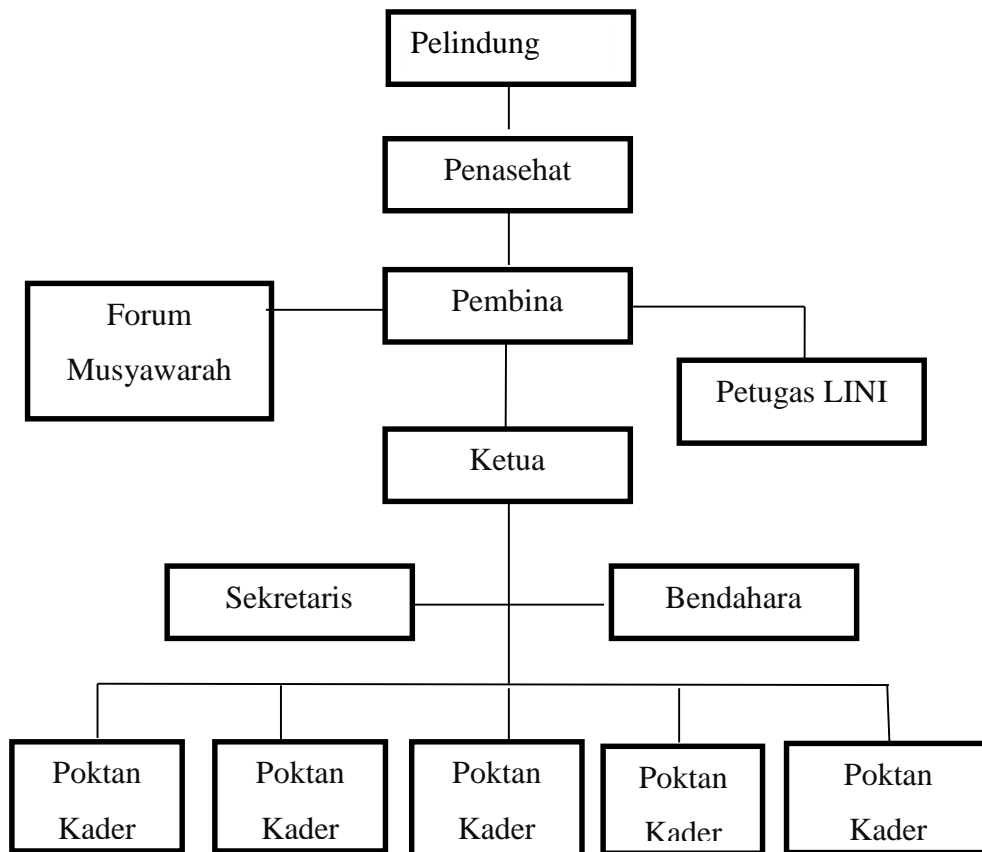 Pelindung
Penasehat
Pembina
Forum
Musyawarah
Petugas LINI
Ketua
Sekretaris
Bendahara
Poktan
Kader
Poktan
Kader
Poktan
Kader
Poktan
Kader
Poktan
Kader